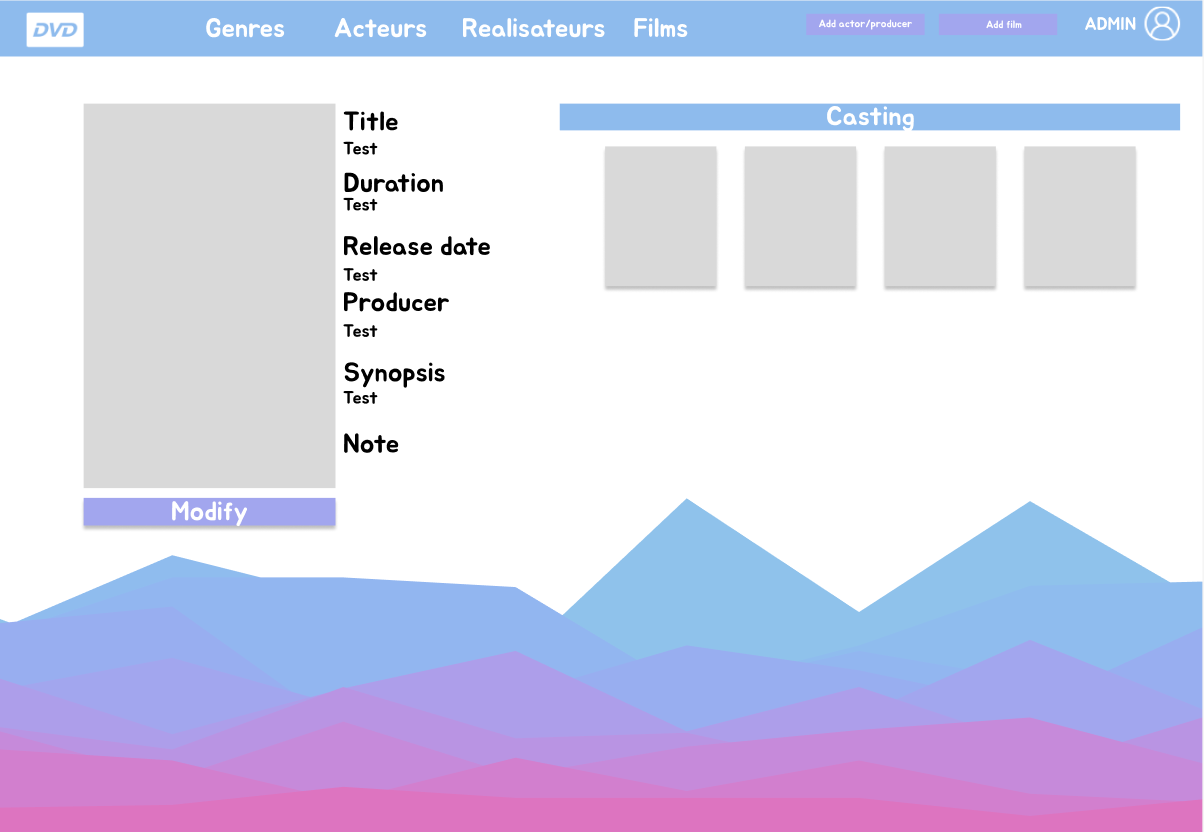 DVD
Genres
Acteurs
Realisateurs
Films
Add actor/producer
Add film
ADMIN
Title
Test
Duration
Test
Release date
Test
Producer
Test
Synopsis
Test
Note
Modify
Casting